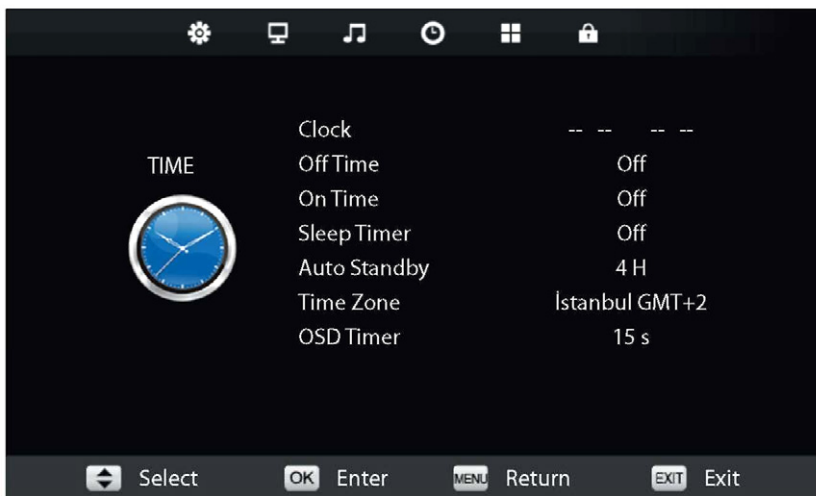 TIME
Clock -- -- -- --
Off Time Off
On Time Off
Sleep Timer Off
Auto Standby 4 H
Time Zone İstanbul GMT+2
OSD Timer 15 s
Select OK Enter MENU Return EXIT Exit